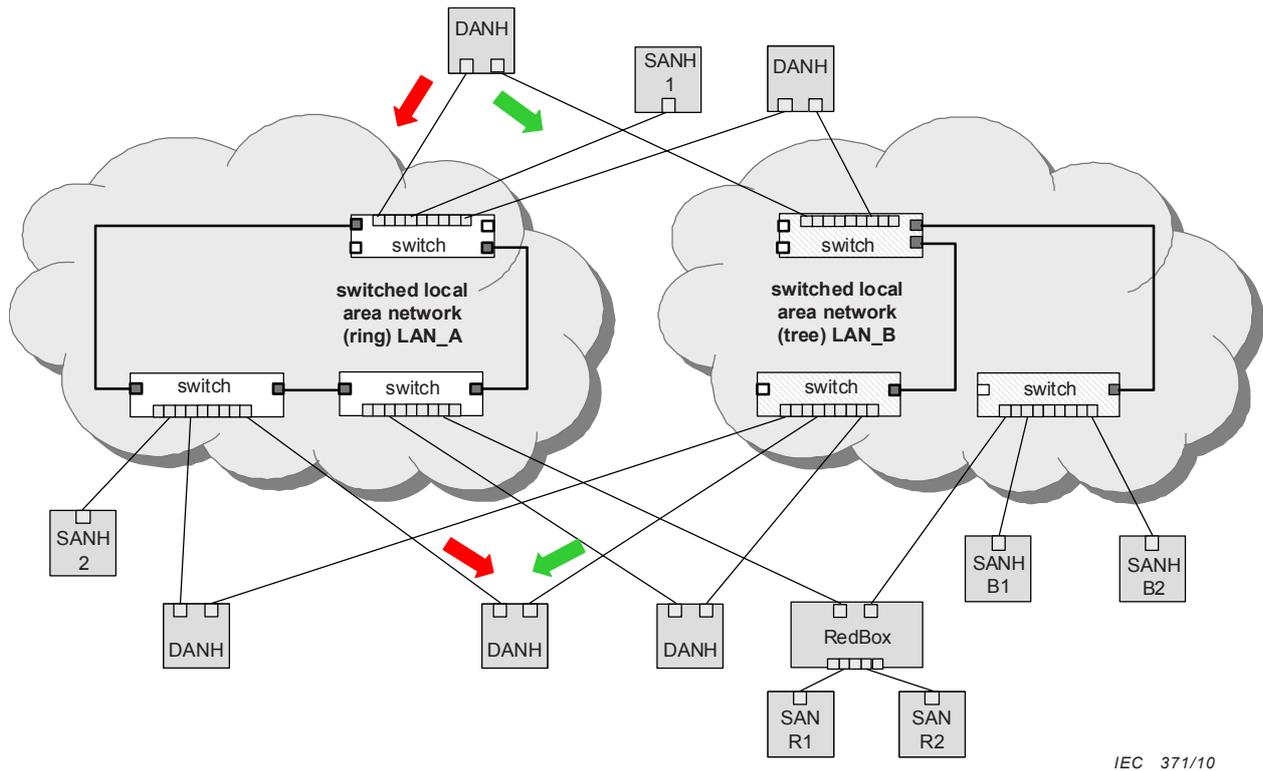 DANH
SANH
1
DANH
switch
switch
switched local
area network
(ring) LAN_A
switched local
area network
(tree) LAN_B
switch
switch
switch
switch
SANH
2
SANH
B1
SANH
B2
DANH
DANH
DANH
RedBox
SAN
R1
SAN
R2
IEC 371/10